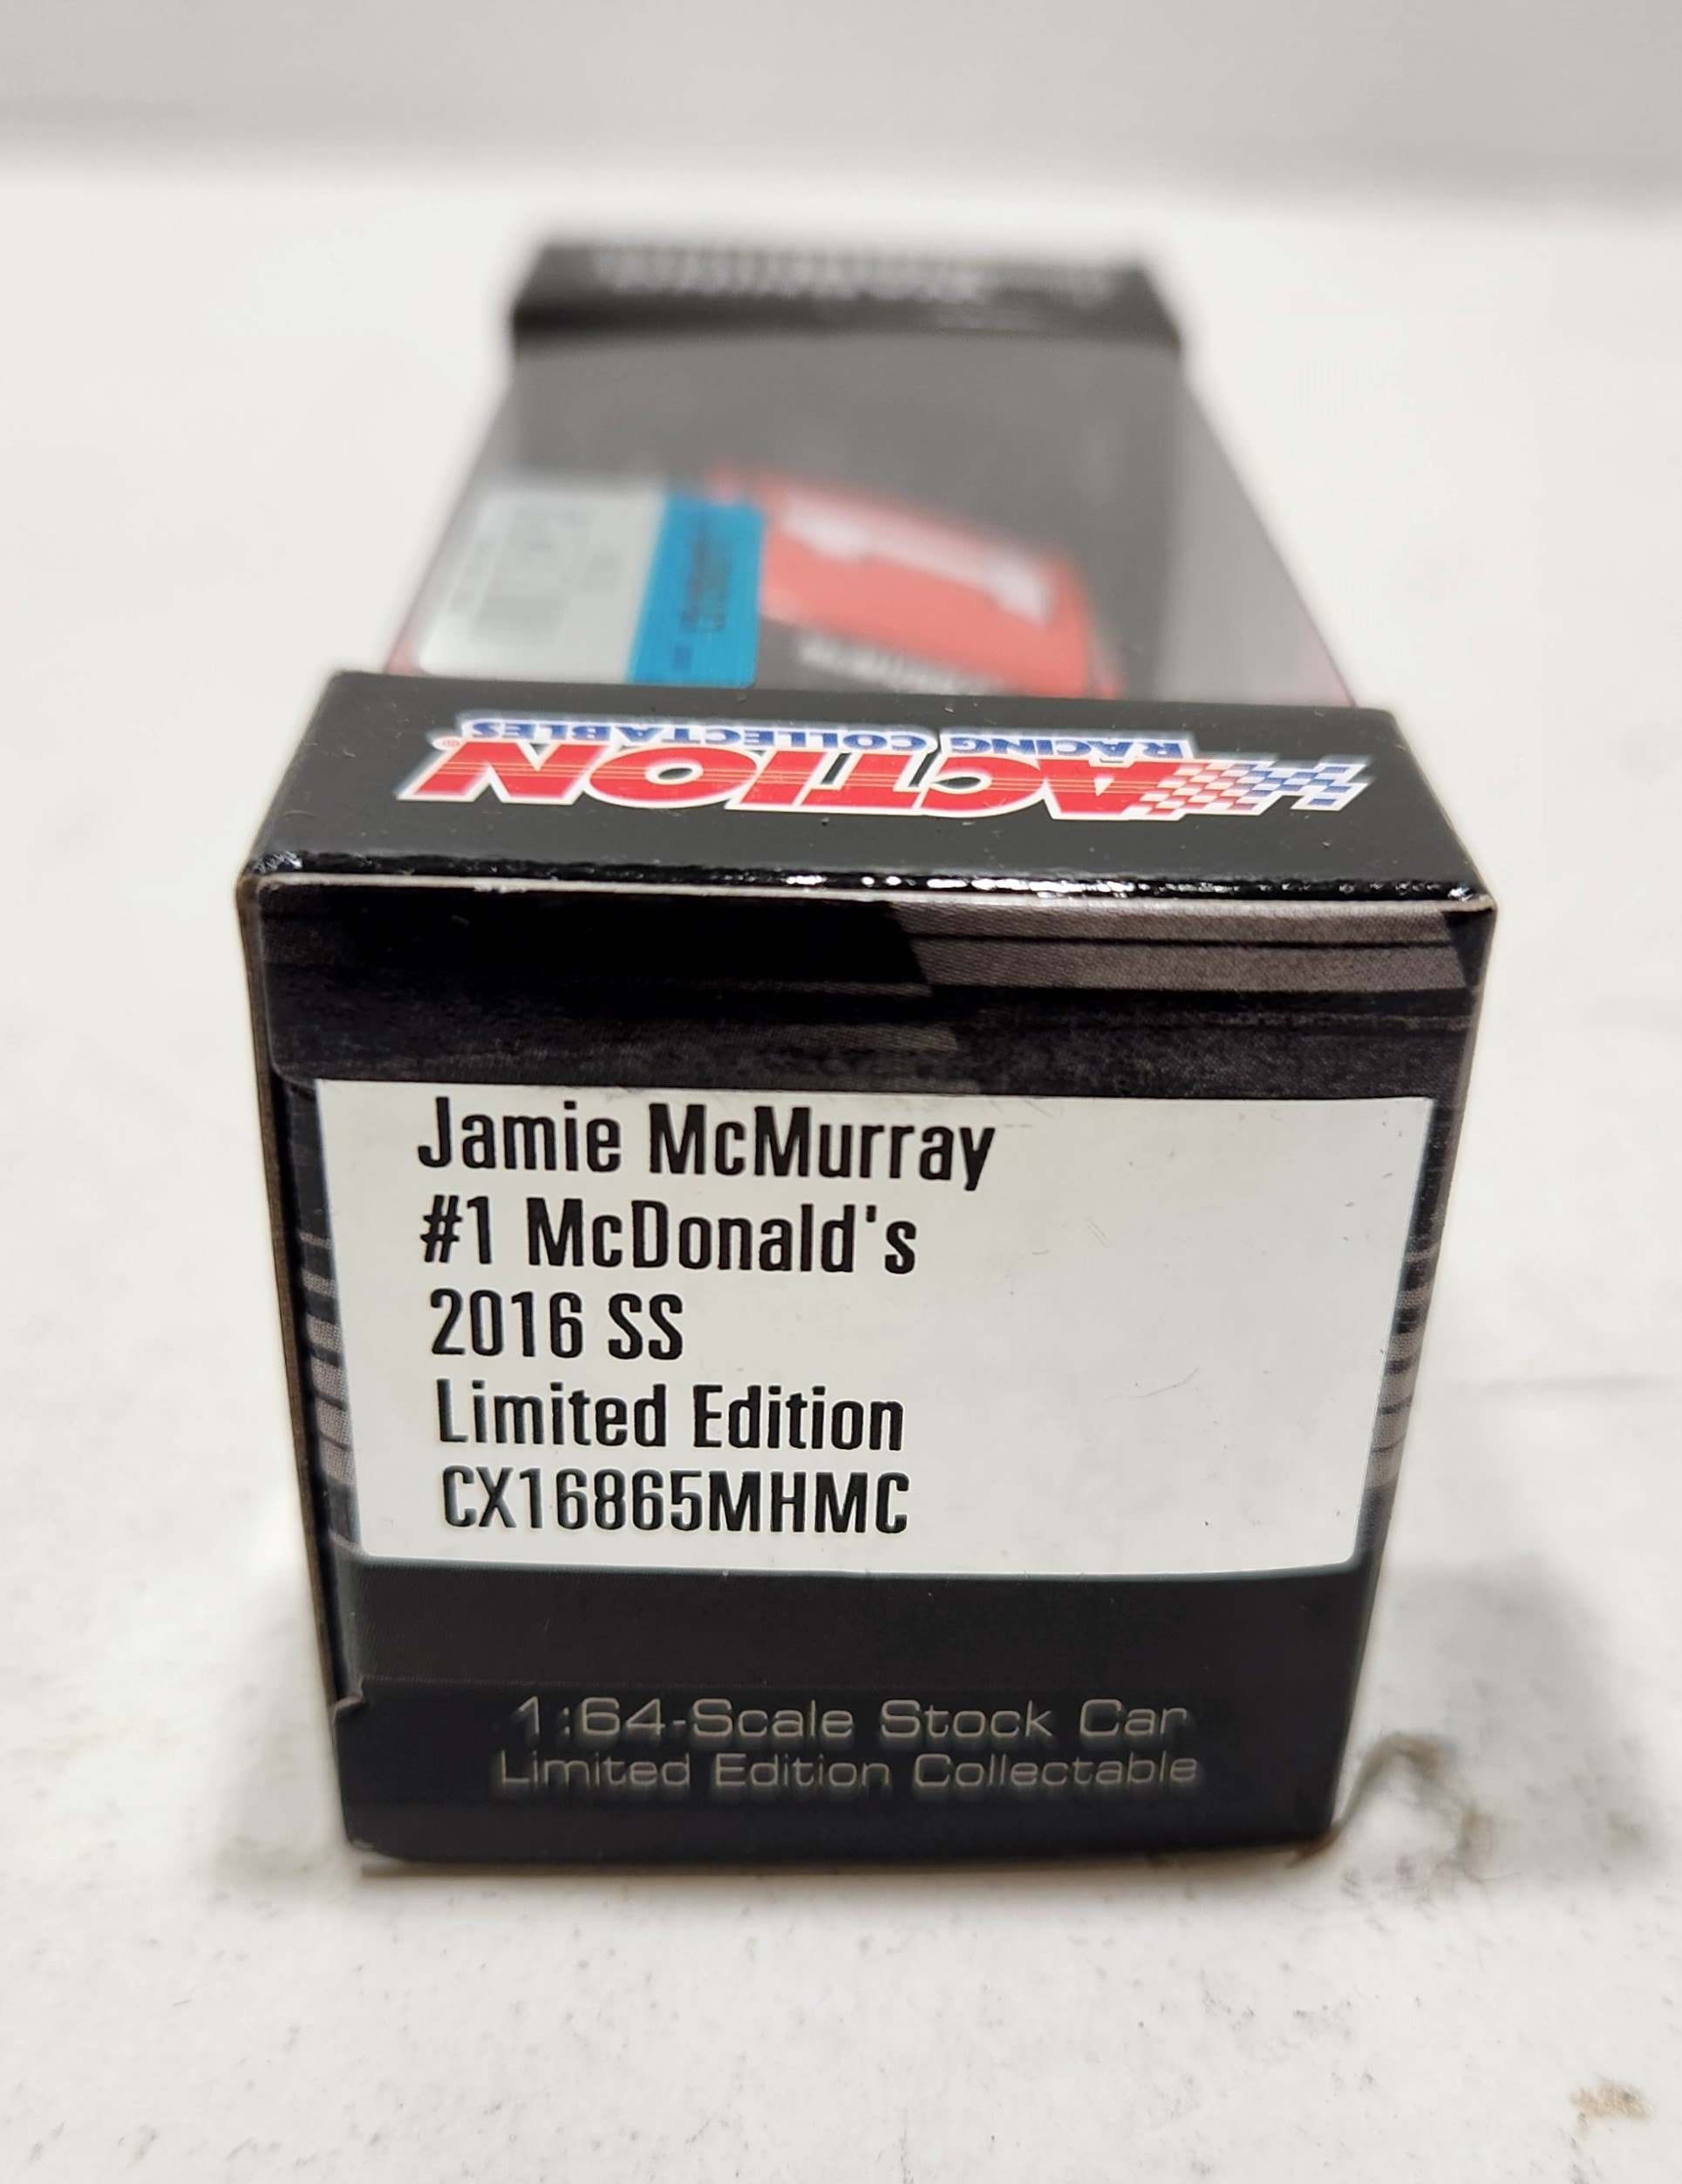 ACTION®
RACING COLLECTABLES
Jamie McMurray
#1 McDonald's
2016 SS
Limited Edition
CX16865MHMC
1:64-Scale Stock Car
Limited Edition Collectable